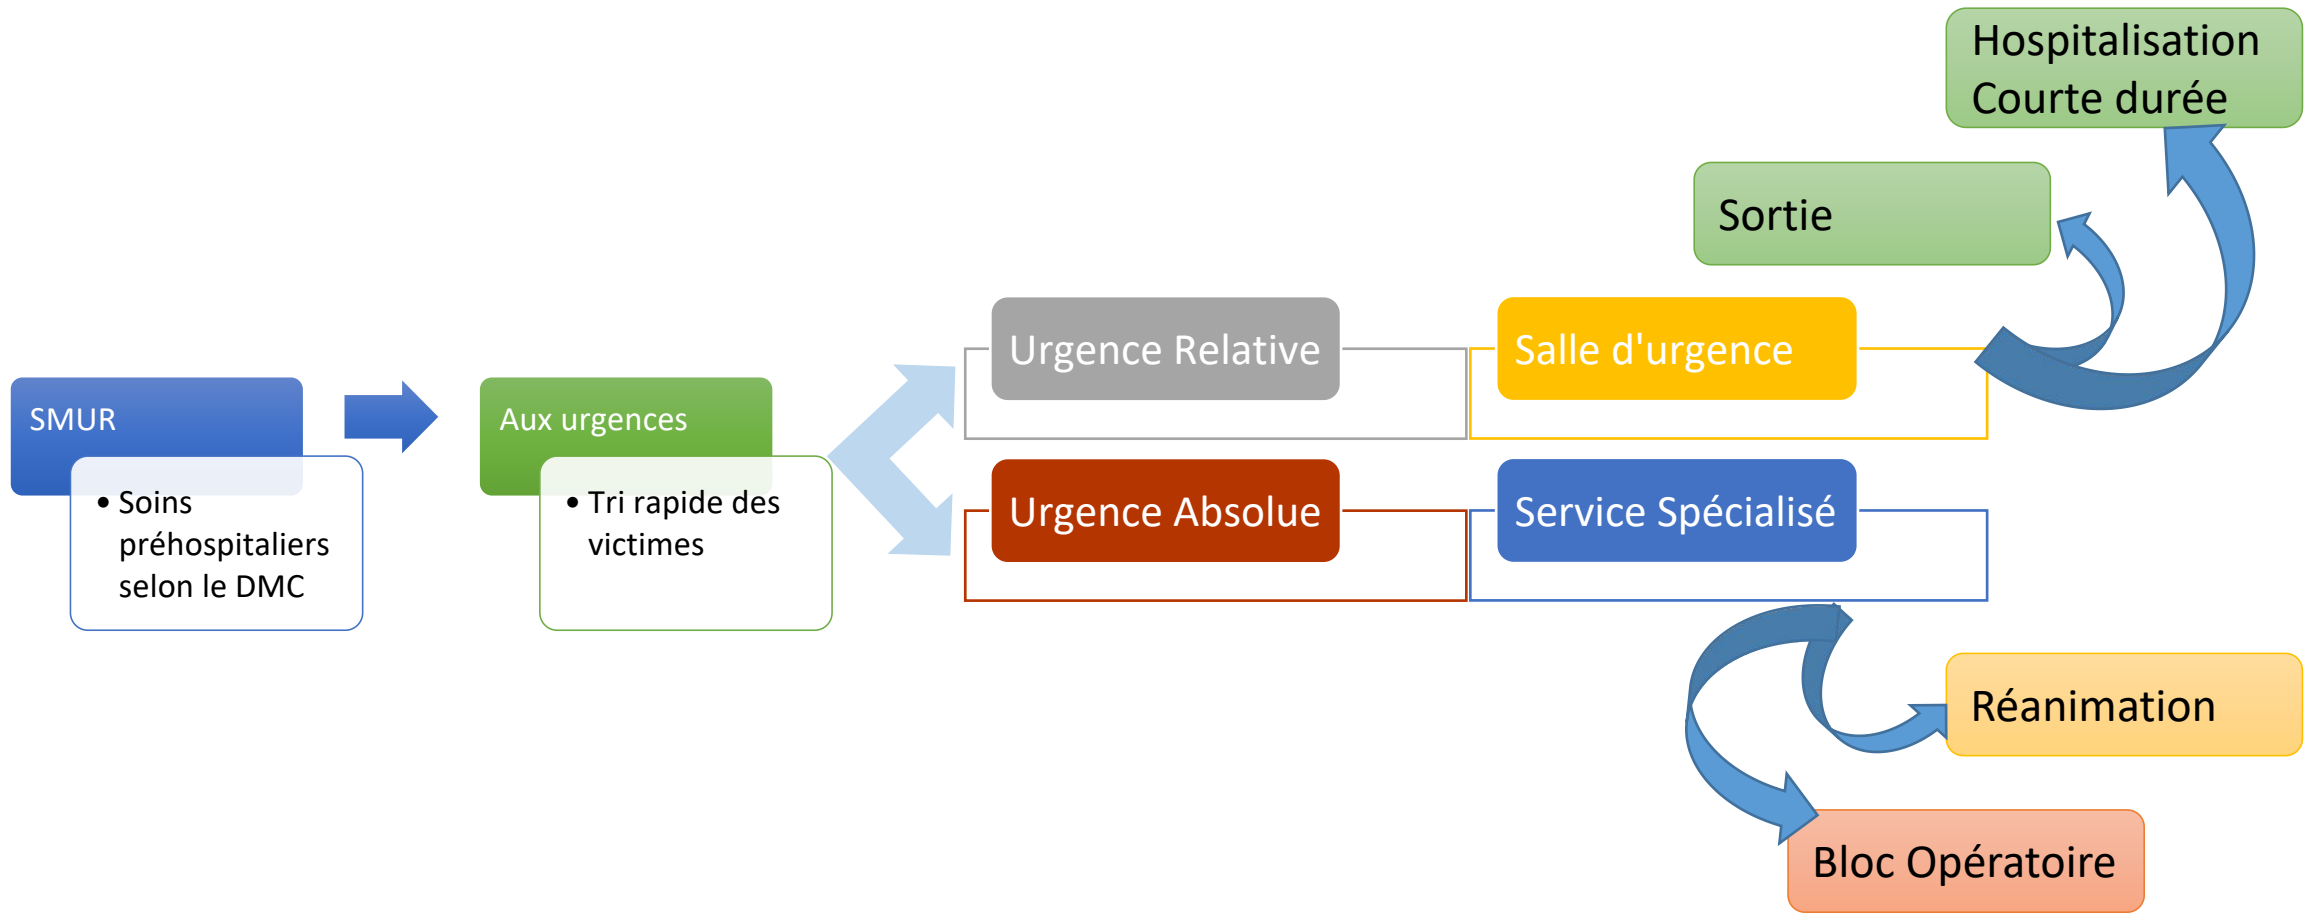 SMUR
• Soins
préhospitaliers
selon le DMC
Aux urgences
• Tri rapide des
victimes
Urgence Relative
Salle d'urgence
Sortie
Hospitalisation
Courte durée
Urgence Absolue
Service Spécialisé
Réanimation
Bloc Opératoire